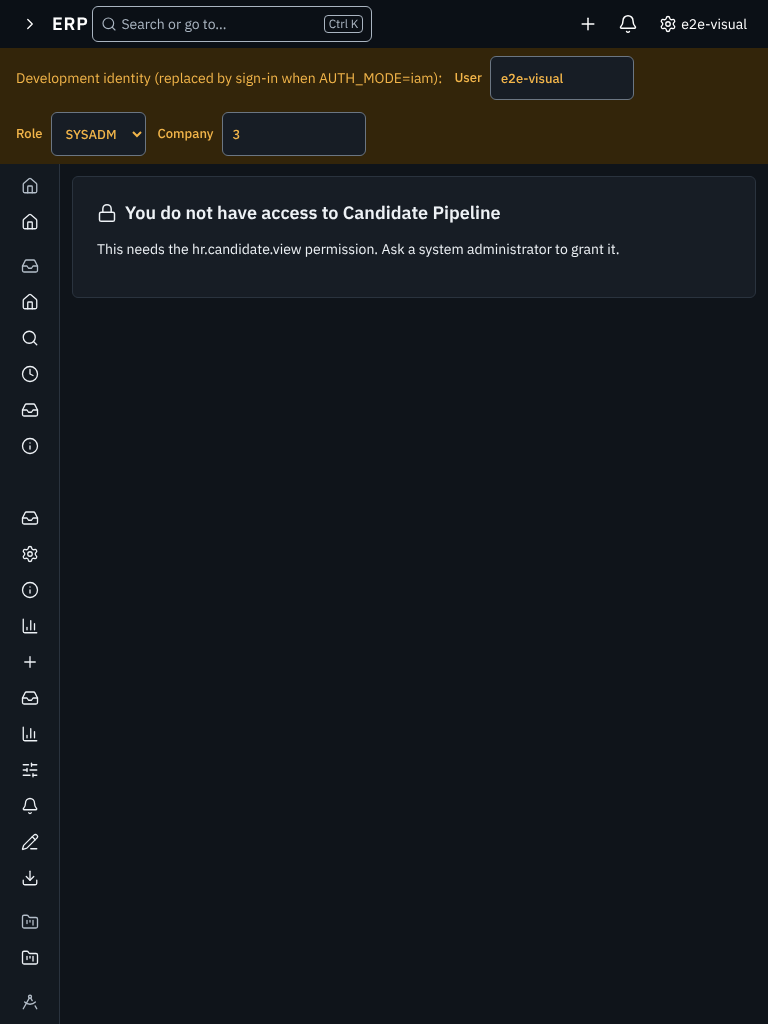 ERP Search or go to... Ctrl K e2e-visual
Development identity (replaced by sign-in when AUTH_MODE=iam): User e2e-visual
Role SYSADM Company 3
You do not have access to Candidate Pipeline
This needs the hr.candidate.view permission. Ask a system administrator to grant it.